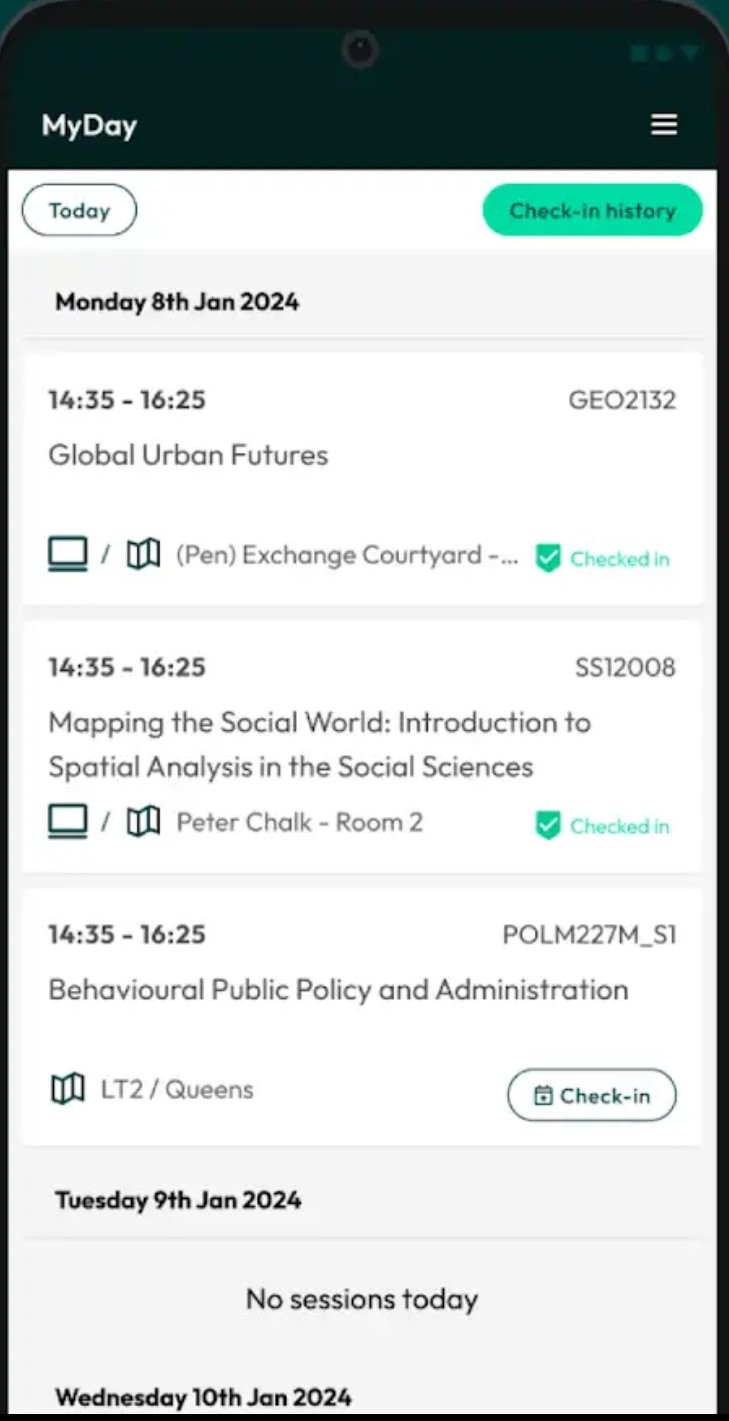 MyDay
Today
Check-in history
Monday 8th Jan 2024
14:35 - 16:25
GEO2132
Global Urban Futures
/ (Pen) Exchange Courtyard -...
Checked in
14:35 - 16:25
SS12008
Mapping the Social World: Introduction to
Spatial Analysis in the Social Sciences
/ Peter Chalk - Room 2
Checked in
14:35 - 16:25
POLM227M_S1
Behavioural Public Policy and Administration
LT2 / Queens
Check-in
Tuesday 9th Jan 2024
No sessions today
Wednesday 10th Jan 2024